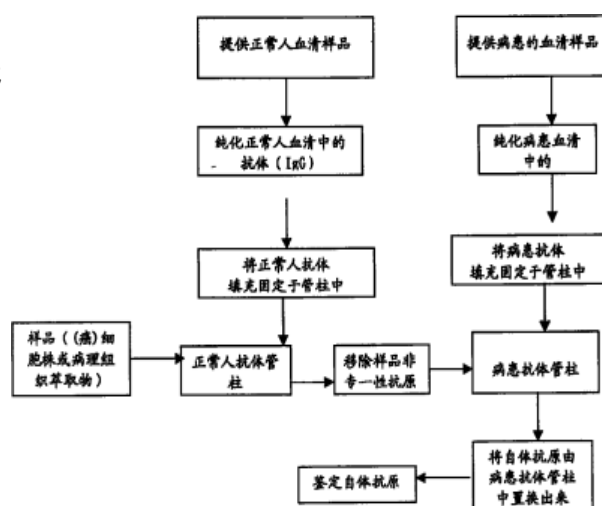 提供正常人血清样品
提供病患的血清样品
纯化正常人血清中的
抗体(IgG)
纯化病患血清
中的
将正常人抗体
填充固定于管柱中
将病患抗体
填充固定于管柱中
样品((癌)细
胞株或病理组
织萃取物)
正常人抗体管
柱
移除样品非
专一性抗原
病患抗体管柱
将自体抗原由
病患抗体管柱
中置换出来
鉴定自体抗原